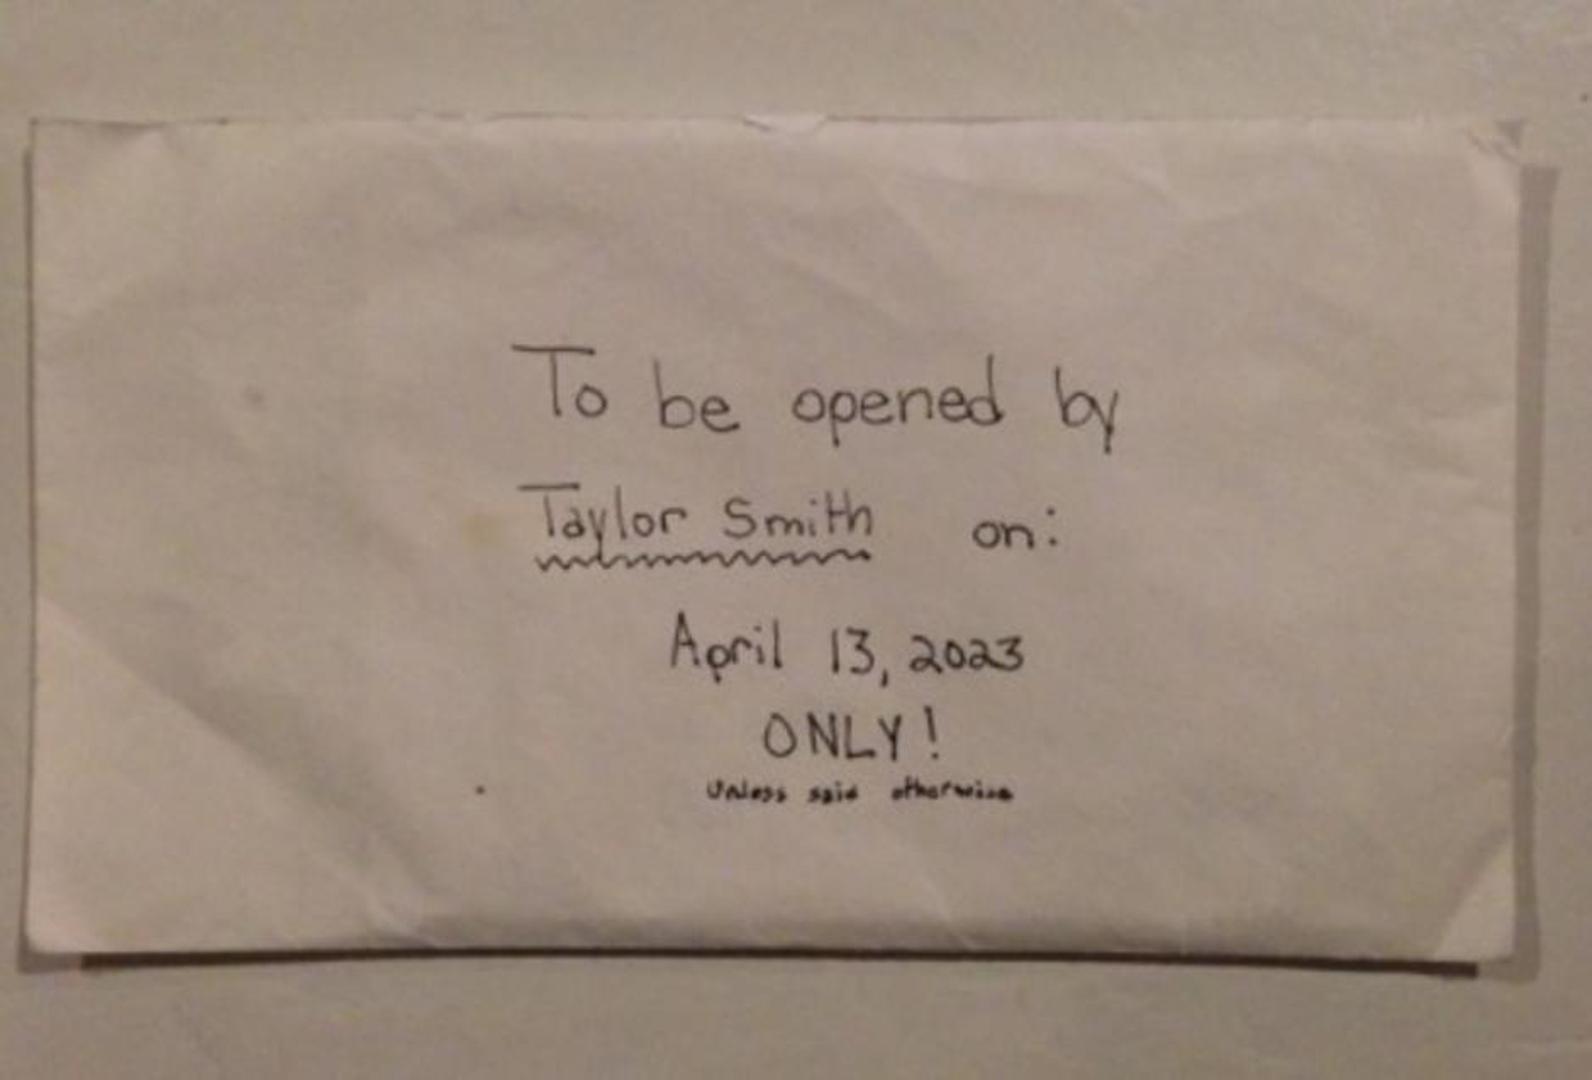 To be opened by
Taylor Smith on:
April 13, 2023
ONLY!
Unless said otherwise